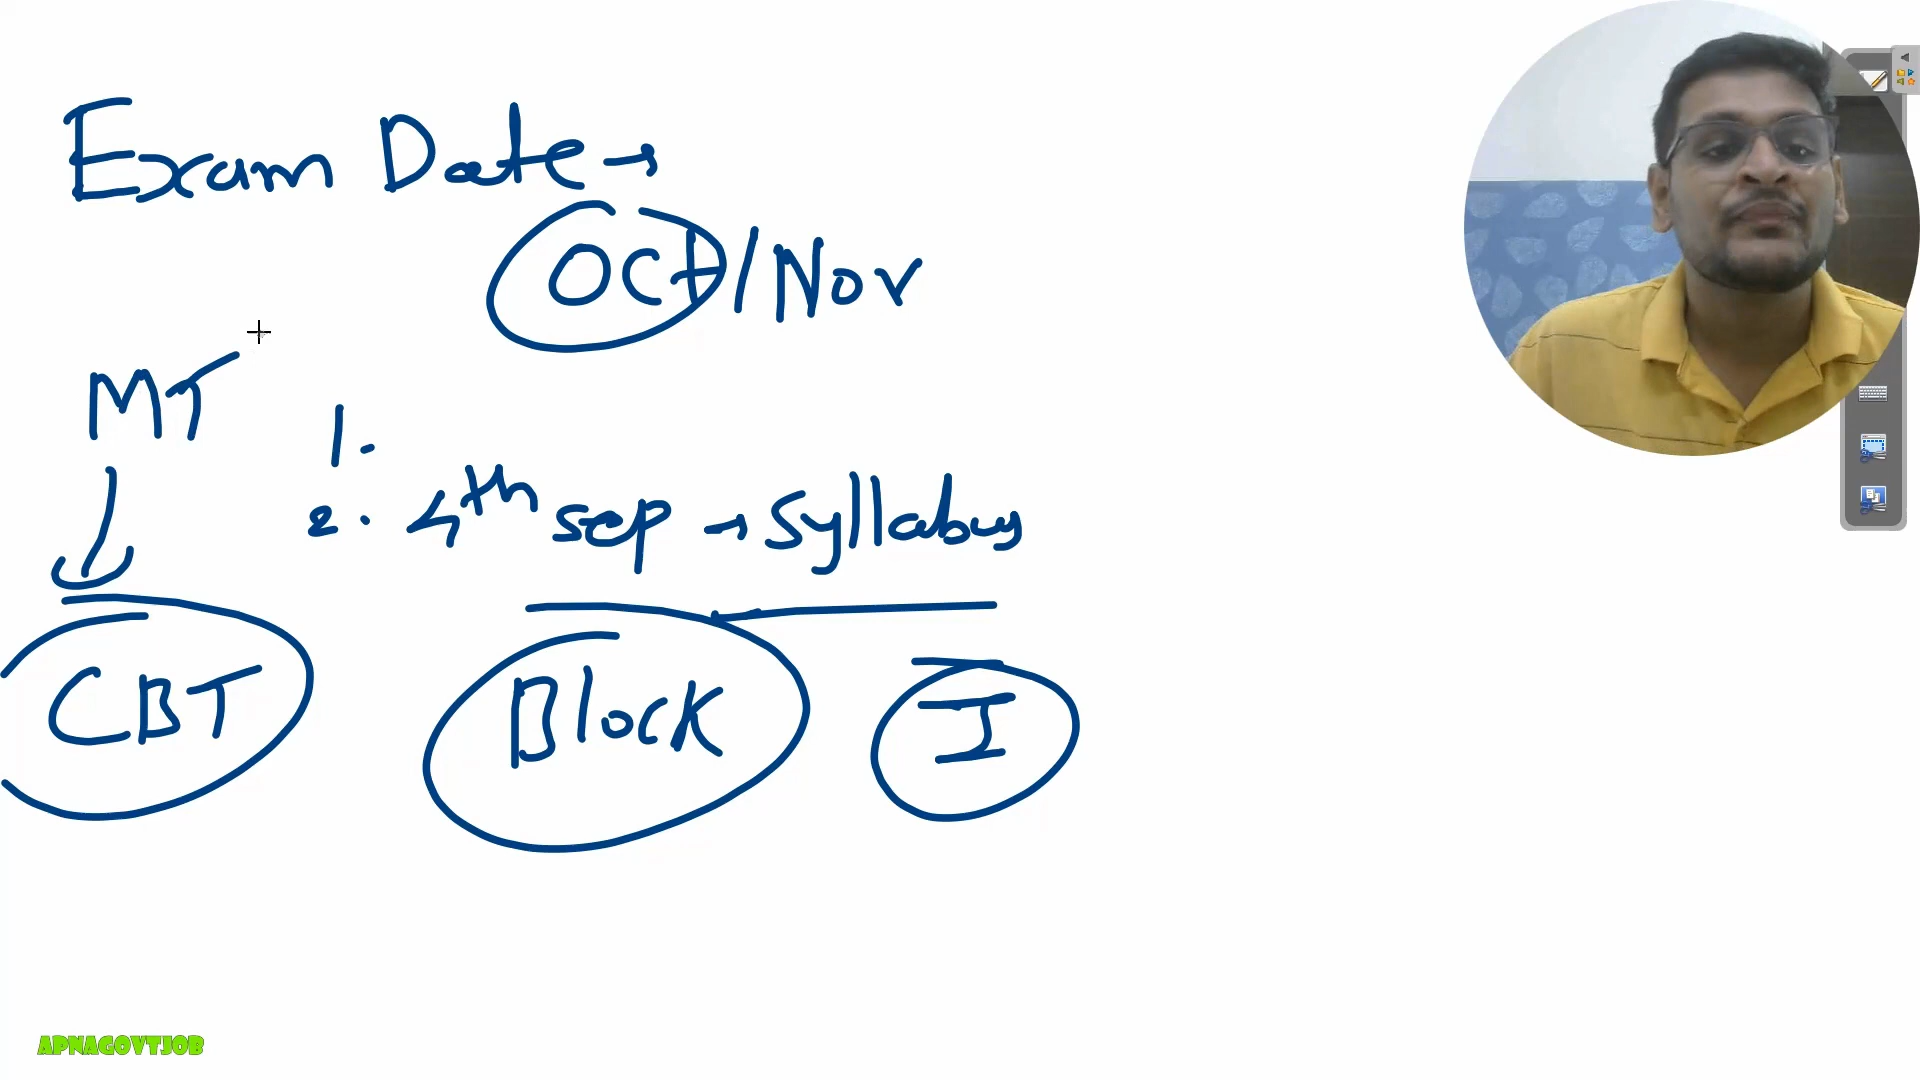 Exam Date →
Oct/Nov
MT
1.
2. 4th Sep → Syllabus
CBT Block I
APNAGOVTJOB